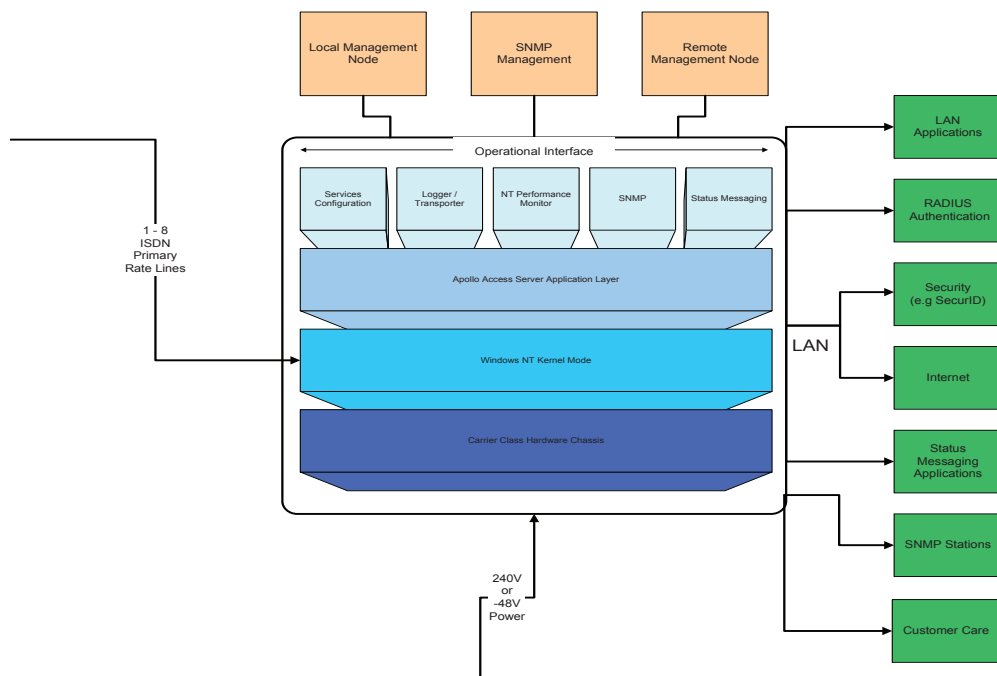 Local Management
Node
SNMP
Management
Remote
Management Node
Operational Interface
Services
Configuration
Logger /
Transporter
NT Performance
Monitor
SNMP
Status Messaging
Apollo Access Server Application Layer
Windows NT Kernel Mode
Carrier Class Hardware Chassis
1 - 8
ISDN
Primary
Rate Lines
240V
or
-48V
Power
LAN
LAN
Applications
RADIUS
Authentication
Security
(e.g SecurID)
Internet
Status
Messaging
Applications
SNMP Stations
Customer Care